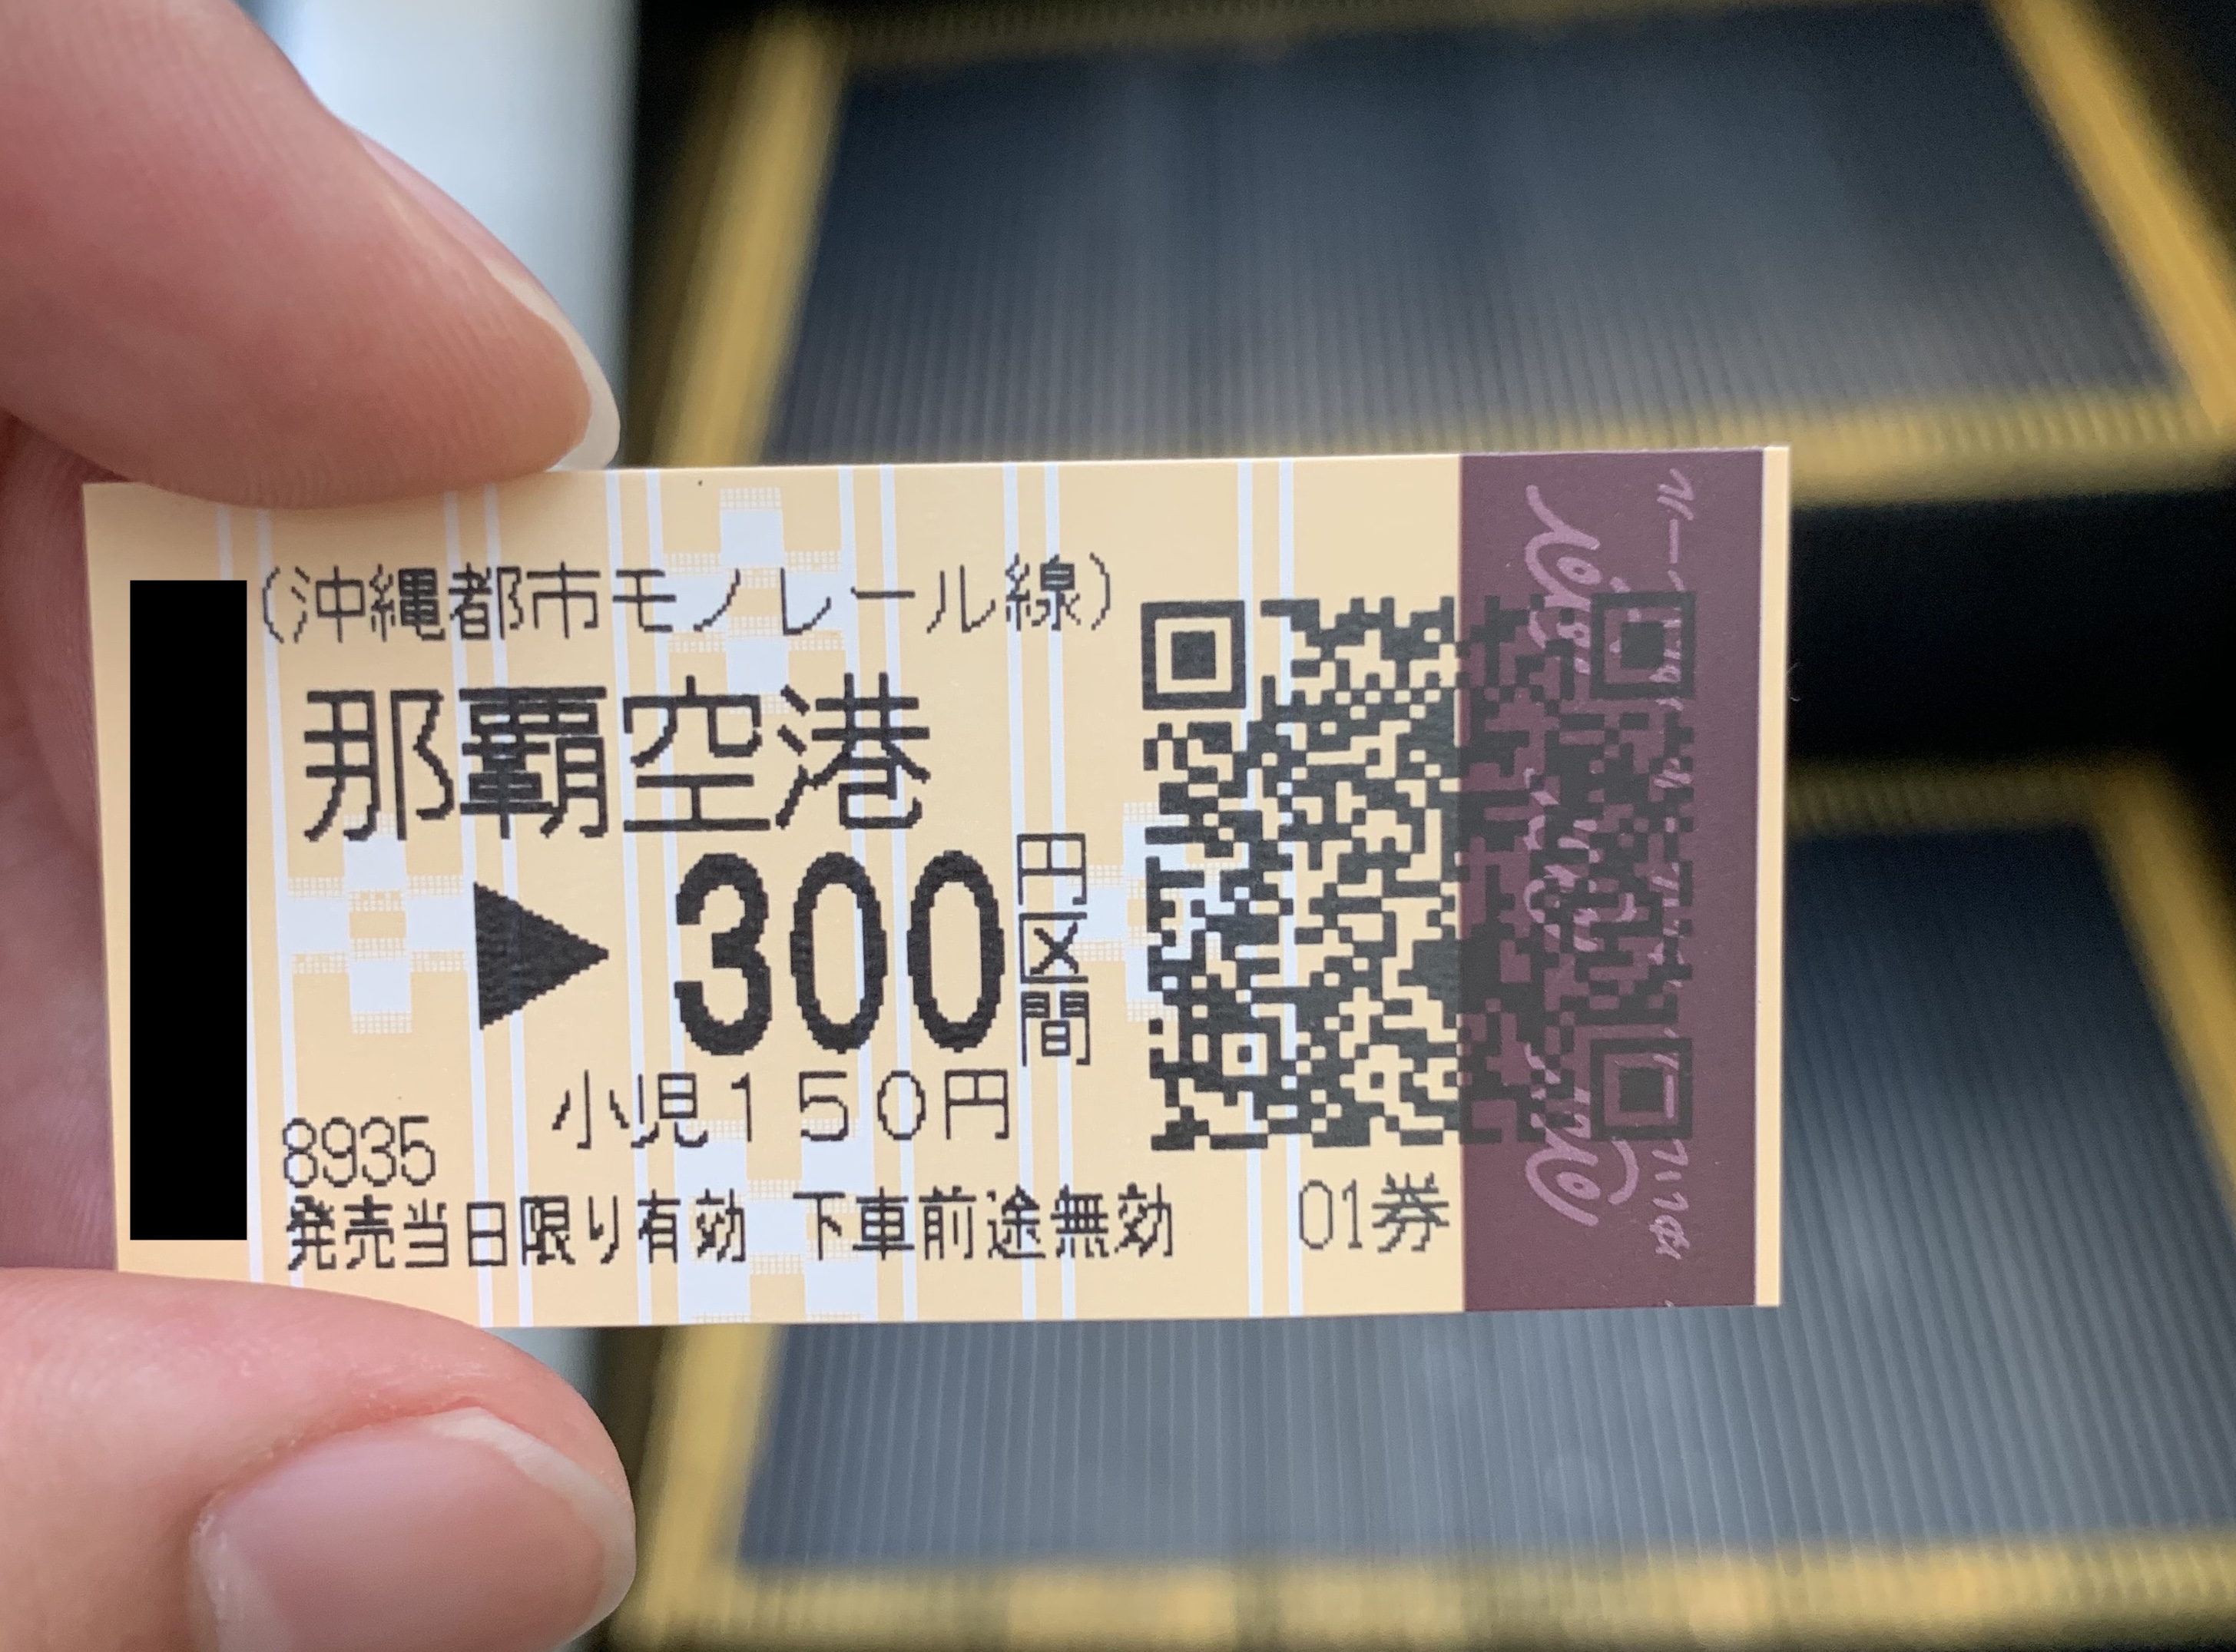 (沖縄都市モノレール線)
那覇空港
▶300円区間
小児150円
8935
発売当日限り有効 下車前途無効 01券